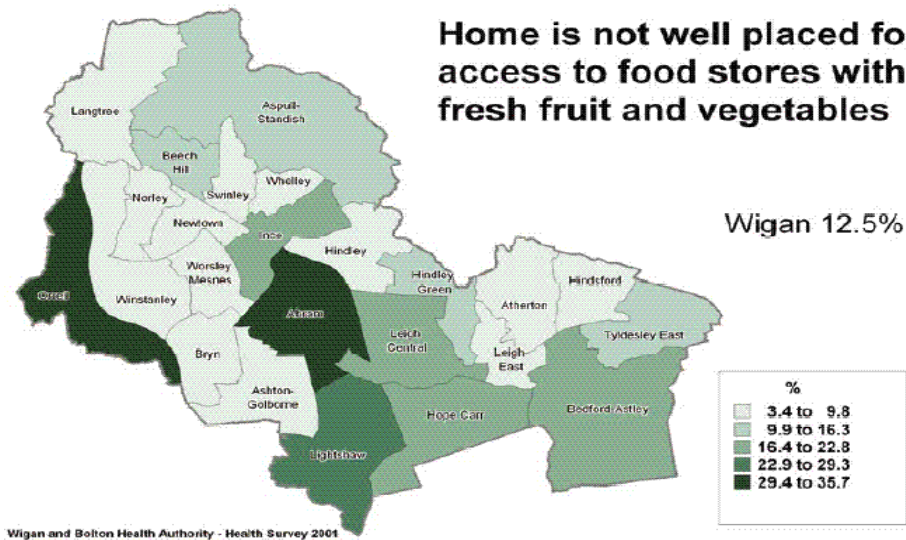 Home is not well placed fo
access to food stores with
fresh fruit and vegetables
Wigan 12.5%
Langtree
Aspull-
Standish
Beech
Hill
Swinley
Whelley
Norley
Newtown
Ince
Hindley
Worsley
Mesnes
Hindley
Green
Hindsford
Orrell
Winstanley
Abram
Atherton
Tyldesley East
Leigh
Central
Leigh
East
Bryn
Ashton-
Golborne
Hope Carr
Bedford-Astley
Lightshaw
%
3.4 to 9.8
9.9 to 16.3
16.4 to 22.8
22.9 to 29.3
29.4 to 35.7
Wigan and Bolton Health Authority - Health Survey 2001